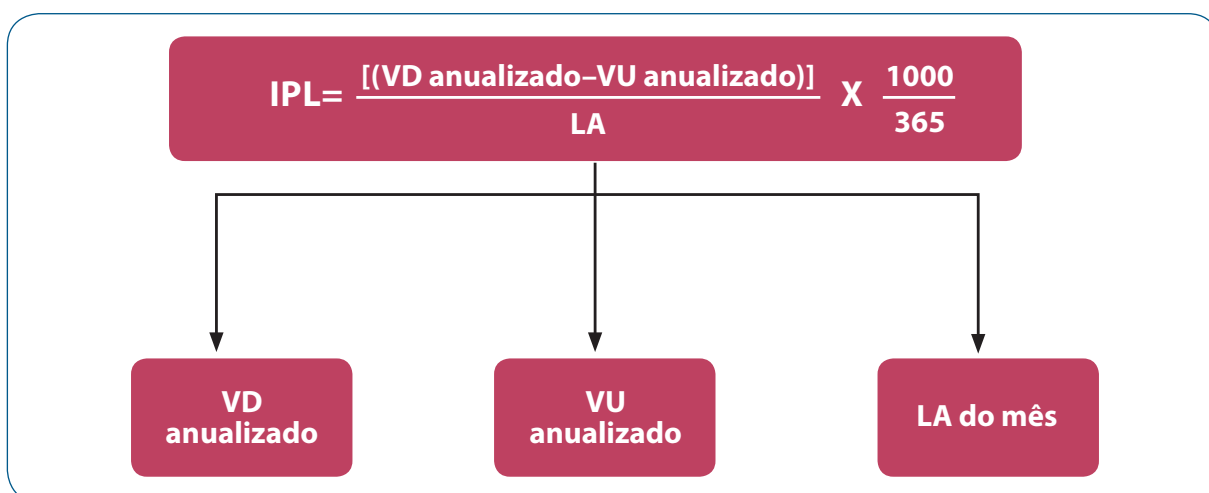 IPL= [(VD anualizado–VU anualizado)] / LA X 1000 / 365
VD
anualizado
VU
anualizado
LA do mês